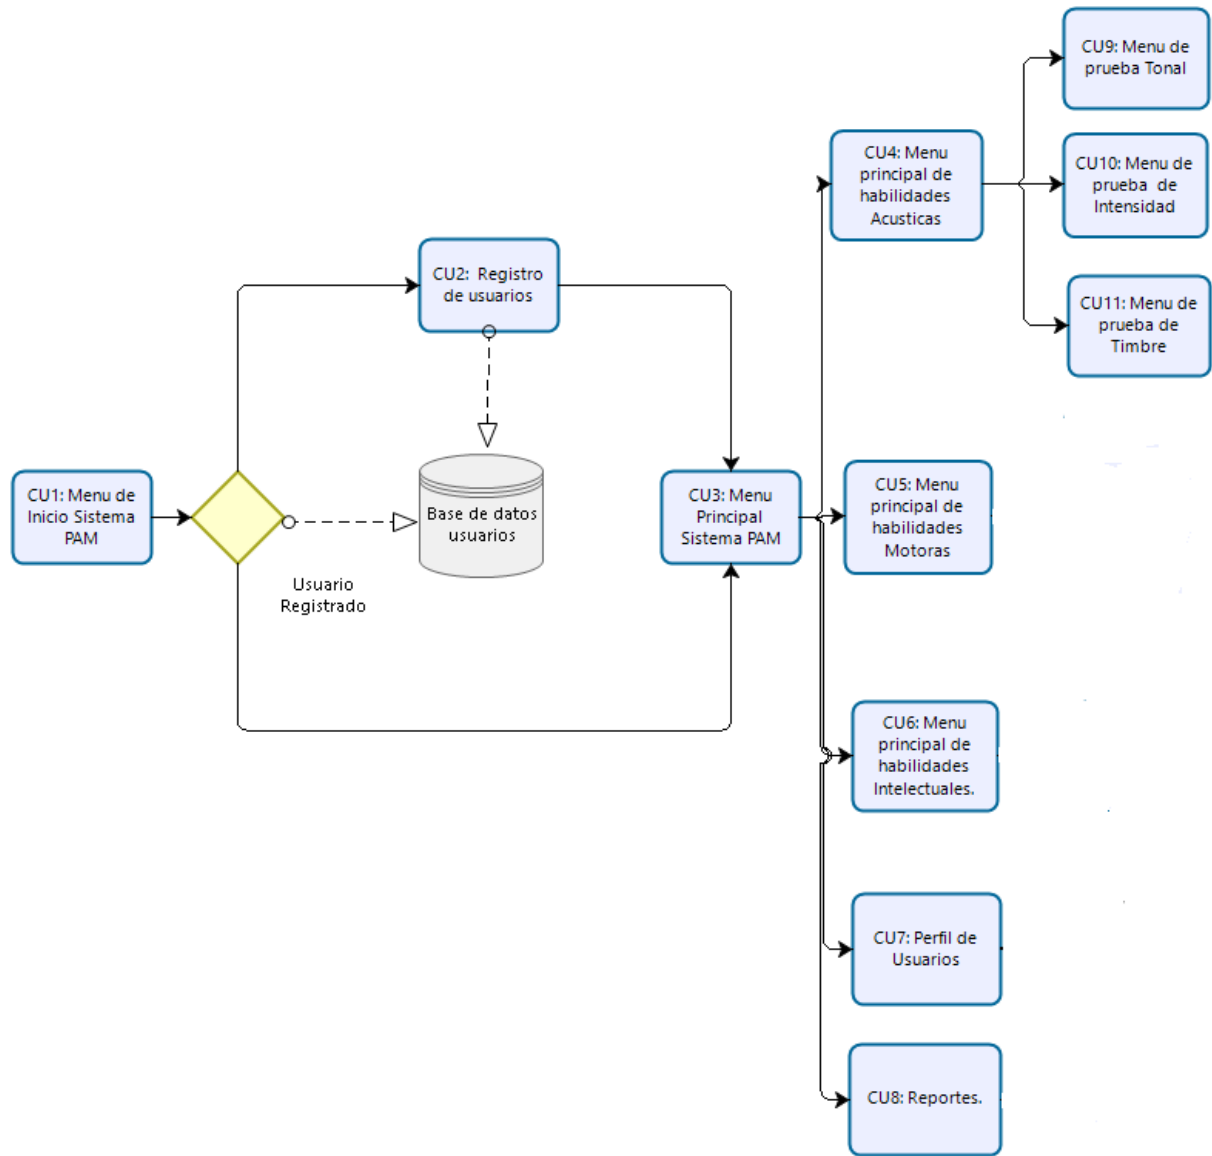 CU9: Menu de
prueba Tonal
CU4: Menu
principal de
habilidades
Acusticas
CU10: Menu de
prueba de
Intensidad
CU2: Registro
de usuarios
CU11: Menu de
prueba de
Timbre
CU1: Menu de
Inicio Sistema
PAM
Base de datos
usuarios
CU3: Menu
Principal
Sistema PAM
CU5: Menu
principal de
habilidades
Motoras
Usuario
Registrado
CU6: Menu
principal de
habilidades
Intelectuales.
CU7: Perfil de
Usuarios
CU8: Reportes.